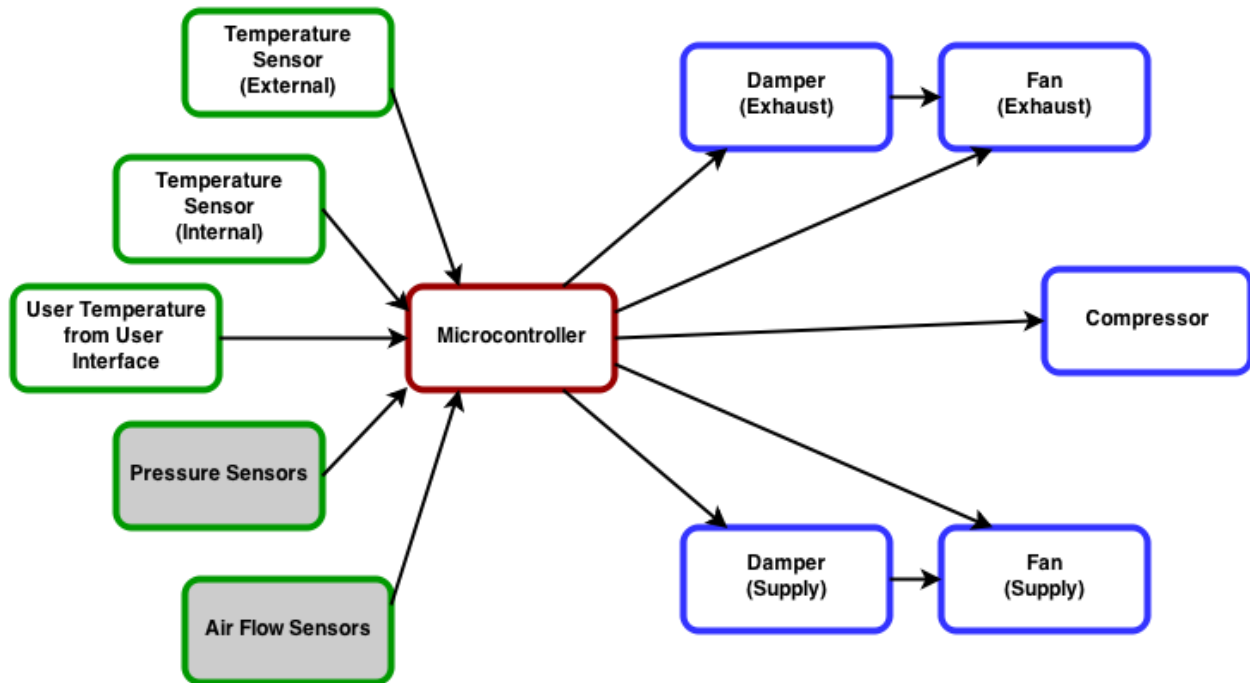 Temperature
Sensor
(External)
Temperature
Sensor
(Internal)
User Temperature
from User
Interface
Pressure Sensors
Air Flow Sensors
Microcontroller
Damper
(Exhaust)
Fan
(Exhaust)
Compressor
Damper
(Supply)
Fan
(Supply)